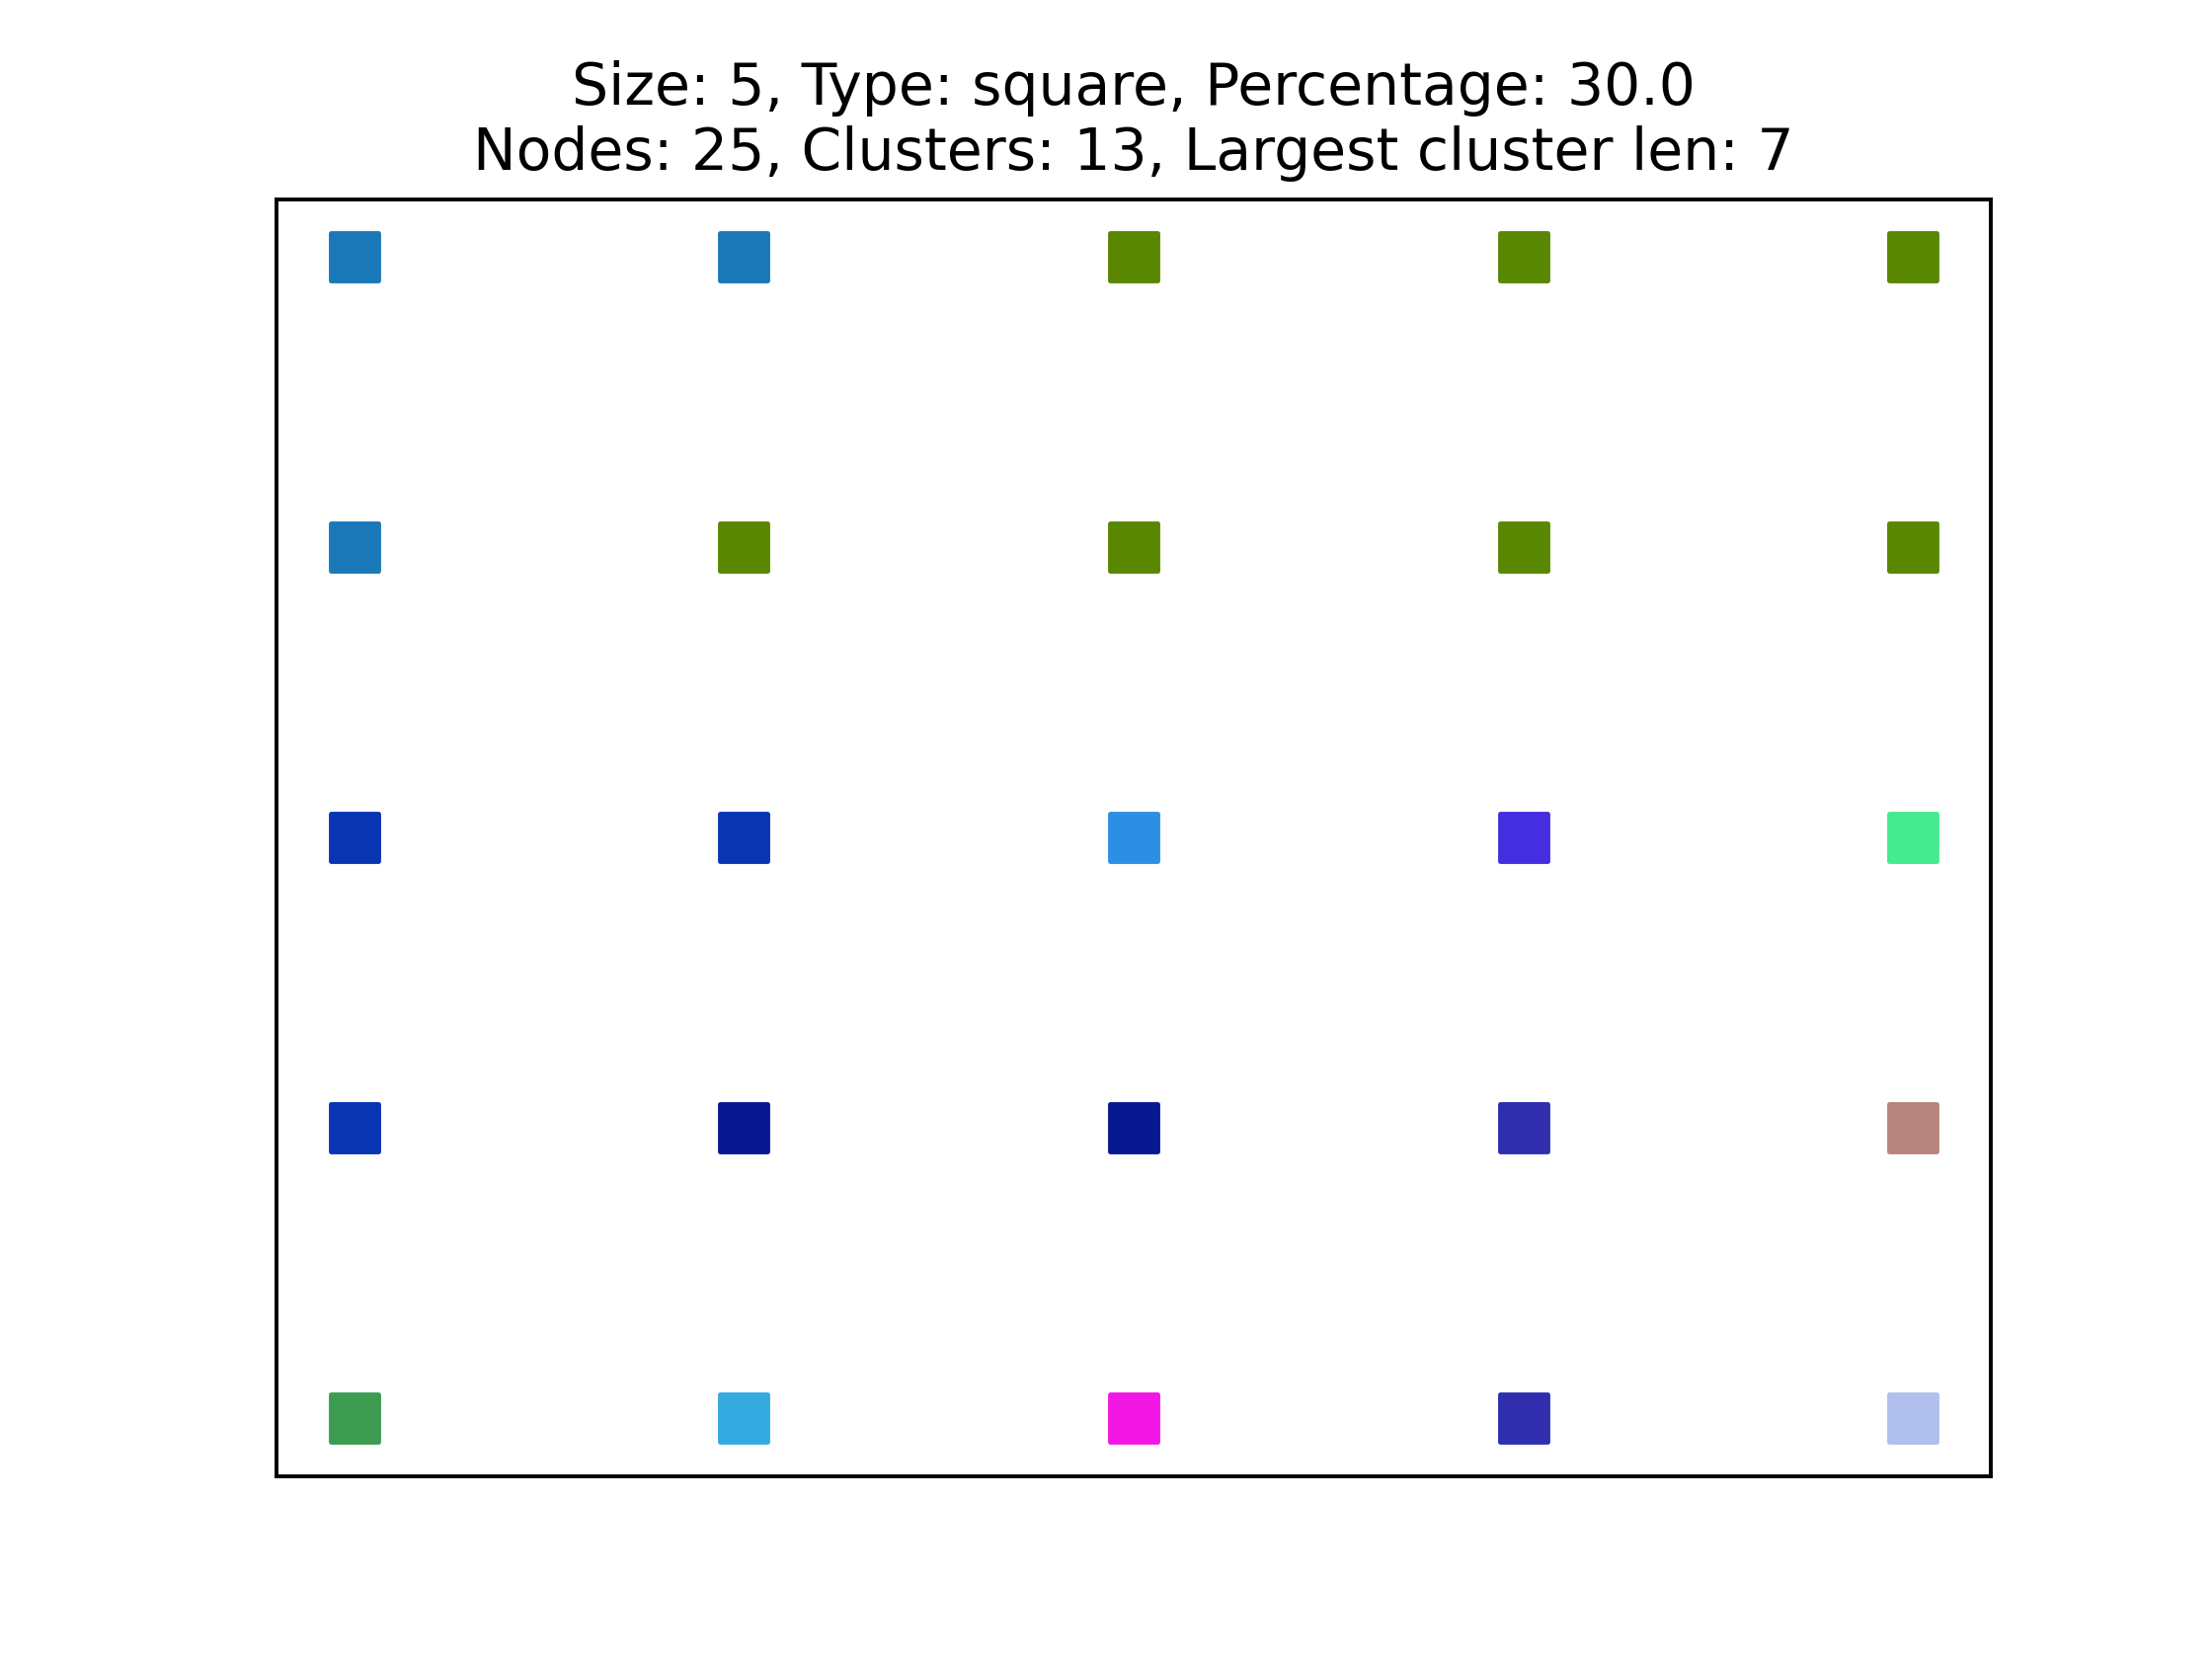 Size: 5, Type: square, Percentage: 30.0
Nodes: 25, Clusters: 13, Largest cluster len: 7